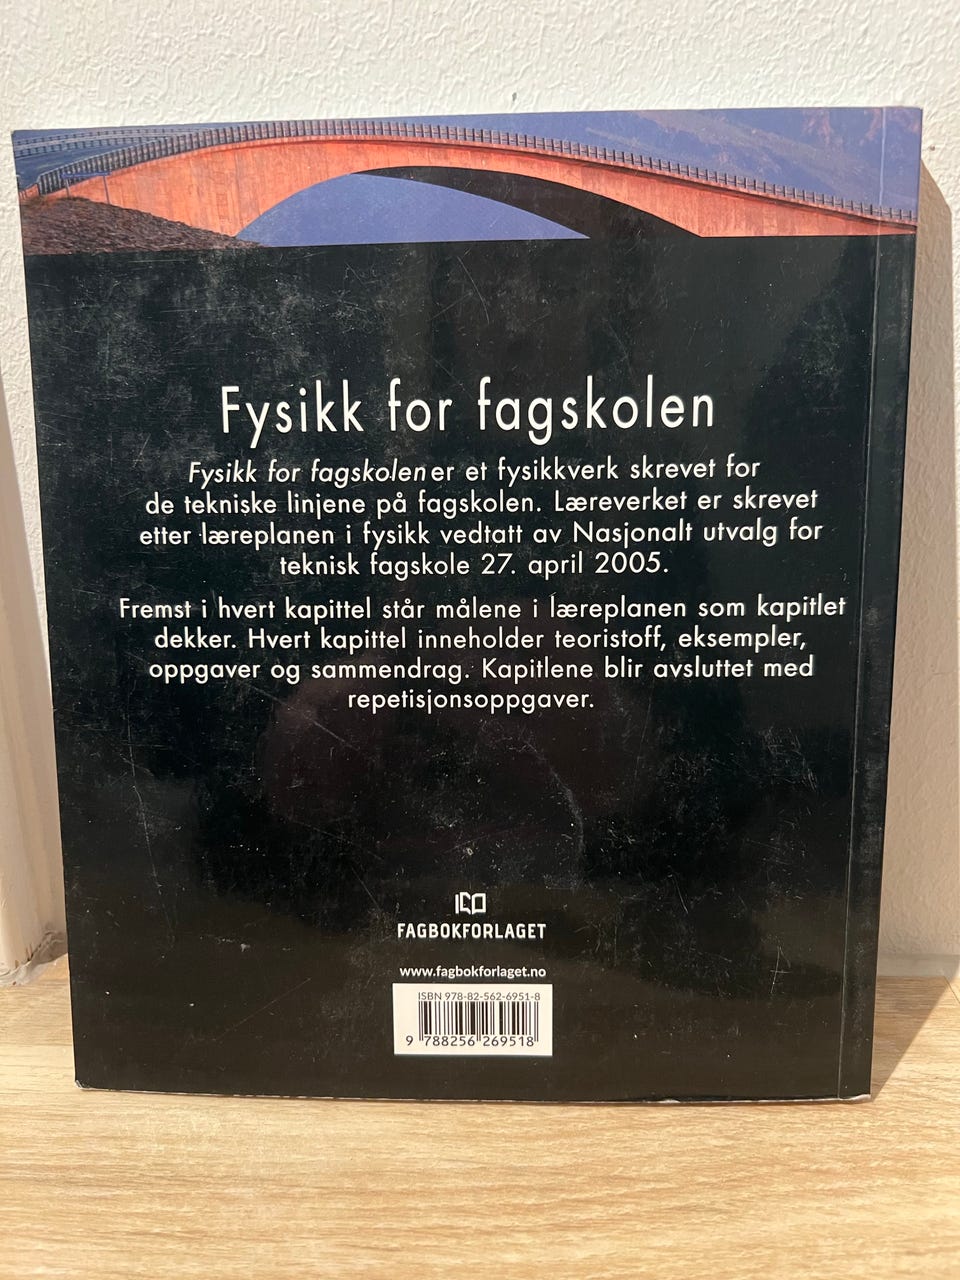 Fysikk for fagskolen
Fysikk for fagskolen er et fysikkverk skrevet for
de tekniske linjene på fagskolen. Læreverket er skrevet
etter læreplanen i fysikk vedtatt av Nasjonalt utvalg for
teknisk fagskole 27. april 2005.
Fremst i hvert kapittel står målene i læreplanen som kapitlet
dekker. Hvert kapittel inneholder teoristoff, eksempler,
oppgaver og sammendrag. Kapitlene blir avsluttet med
repetisjonsoppgaver.
FAGBOKFORLAGET
www.fagbokforlaget.no
ISBN 978-82-562-6951-8
9 788256 269518